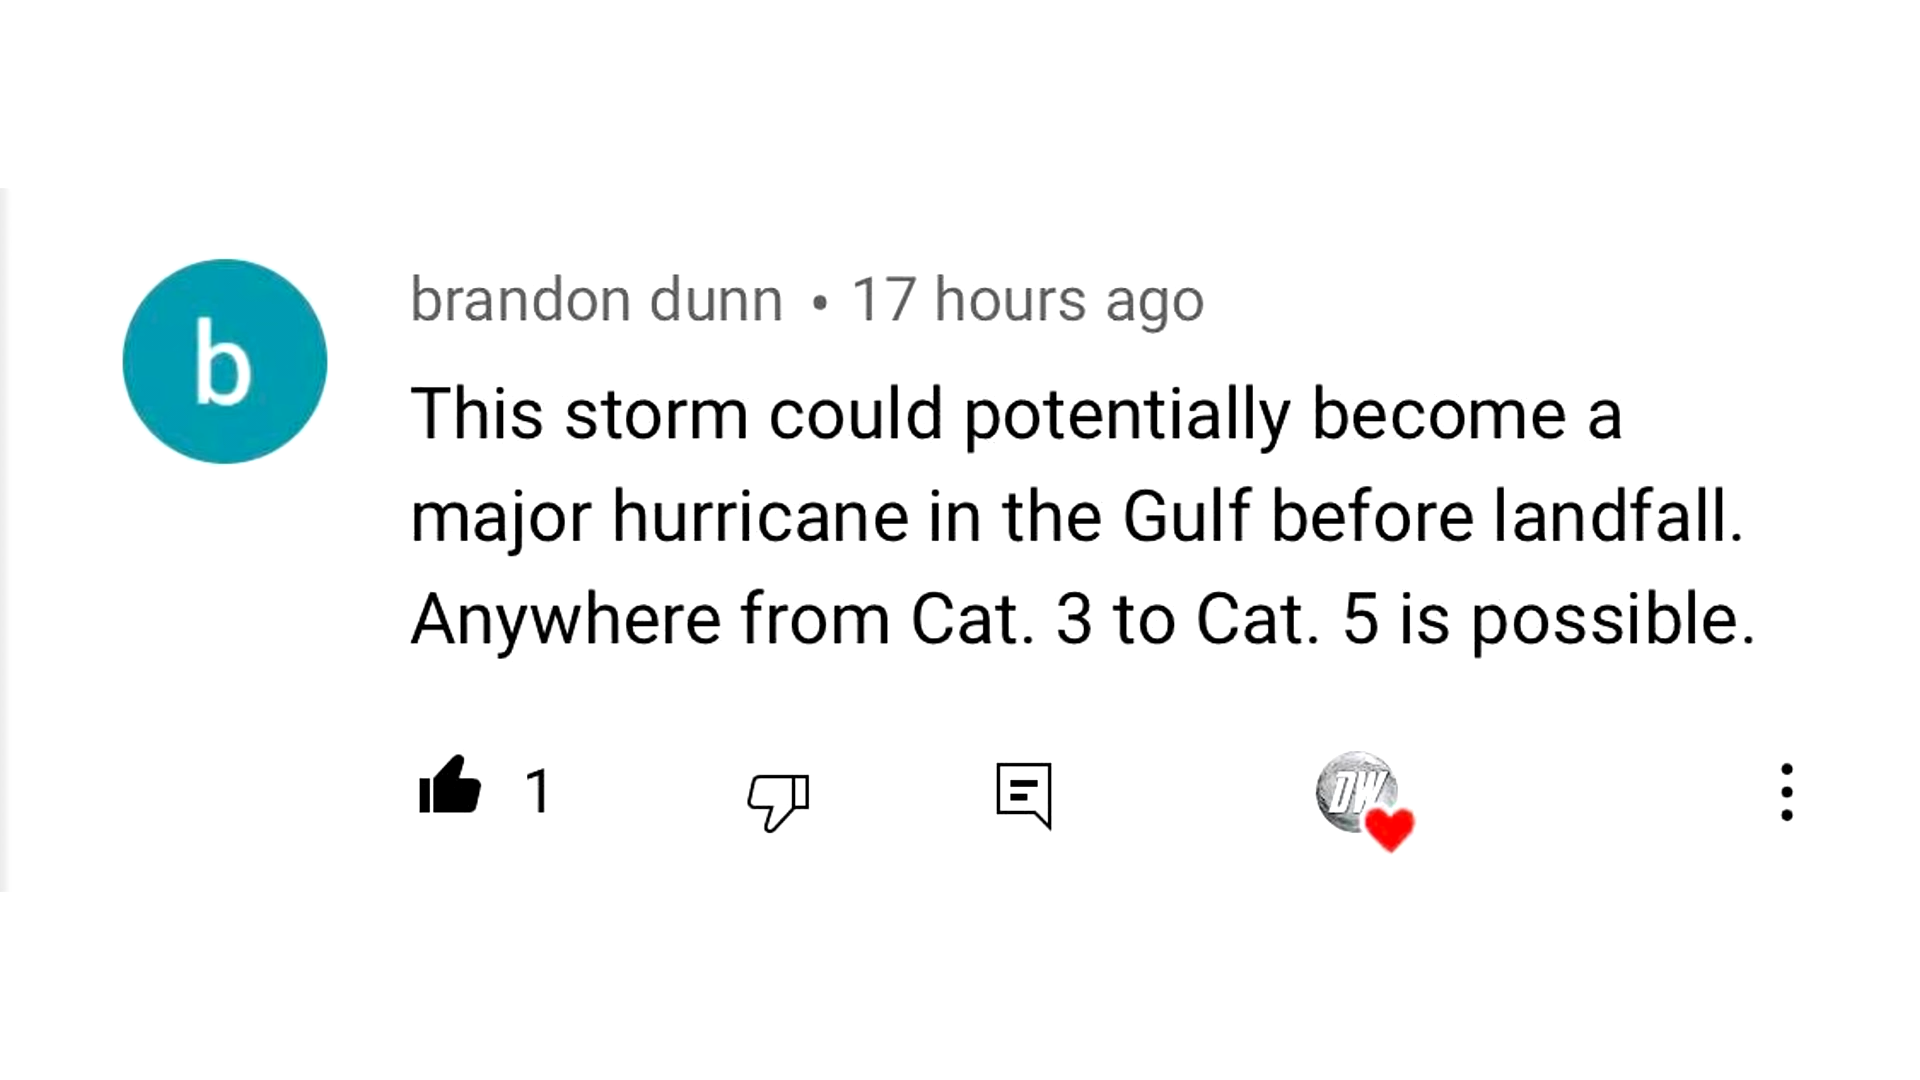 b
brandon dunn • 17 hours ago
This storm could potentially become a
major hurricane in the Gulf before landfall.
Anywhere from Cat. 3 to Cat. 5 is possible.
1
DW